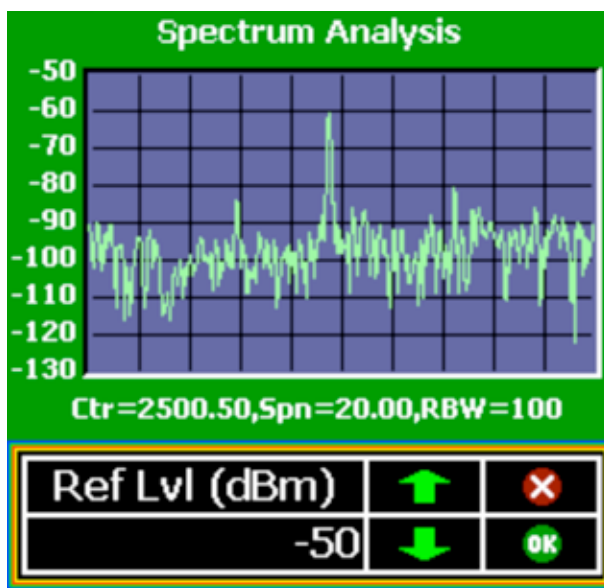 Spectrum Analysis
-50
-60
-70
-80
-90
-100
-110
-120
-130
Ctr=2500.50,Spn=20.00,RBW=100
Ref Lvl (dBm)
-50
OK